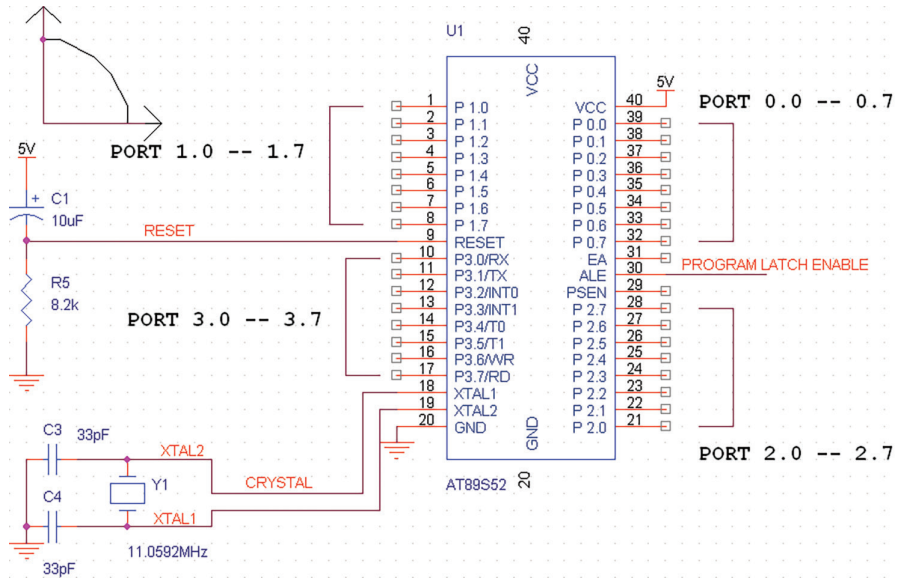 U1
40
VCC
5V
1 P 1.0 VCC 40
2 P 1.1 P 0.0 39
3 P 1.2 P 0.1 38
4 P 1.3 P 0.2 37
5 P 1.4 P 0.3 36
6 P 1.5 P 0.4 35
7 P 1.6 P 0.5 34
8 P 1.7 P 0.6 33
9 RESET P 0.7 32
10 P3.0/RX EA 31
11 P3.1/TX ALE 30
12 P3.2/INT0 PSEN 29
13 P3.3/INT1 P 2.7 28
14 P3.4/T0 P 2.6 27
15 P3.5/T1 P 2.5 26
16 P3.6/WR P 2.4 25
17 P3.7/RD P 2.3 24
18 XTAL1 P 2.2 23
19 XTAL2 P 2.1 22
20 GND P 2.0 21
GND
20
AT89S52
PORT 0.0 -- 0.7
PORT 1.0 -- 1.7
5V
+ C1
10uF
RESET
R5
8.2k
PORT 3.0 -- 3.7
PROGRAM LATCH ENABLE
PORT 2.0 -- 2.7
C3
33pF
XTAL2
CRYSTAL
Y1
C4
XTAL1
11.0592MHz
33pF